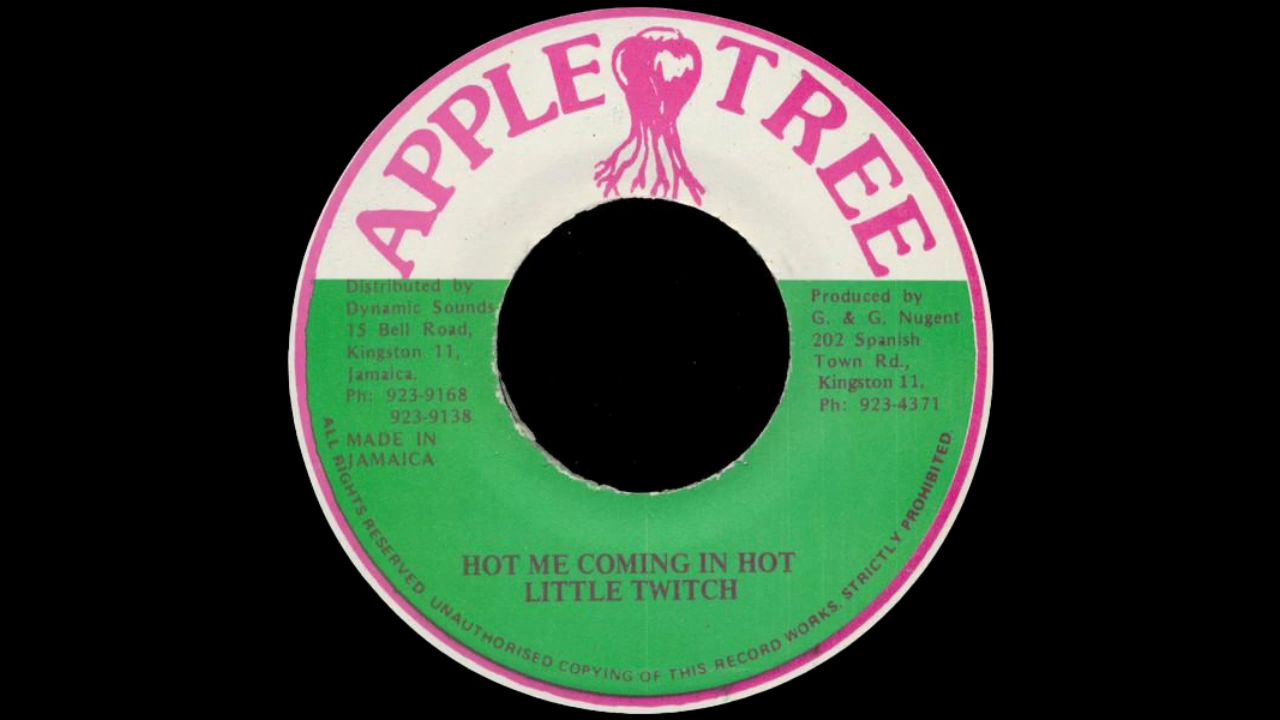 APPLE TREE
Distributed by
Dynamic Sounds
15 Bell Road,
Kingston 11,
Jamaica.
Ph: 923-9168
923-9138
MADE IN
JAMAICA
Produced by
G. & G. Nugent
202 Spanish
Town Rd.,
Kingston 11,
Ph: 923-4371
HOT ME COMING IN HOT
LITTLE TWITCH
ALL RIGHTS RESERVED UNAUTHORISED COPYING OF THIS RECORD WORKS. STRICTLY PROHIBITED.